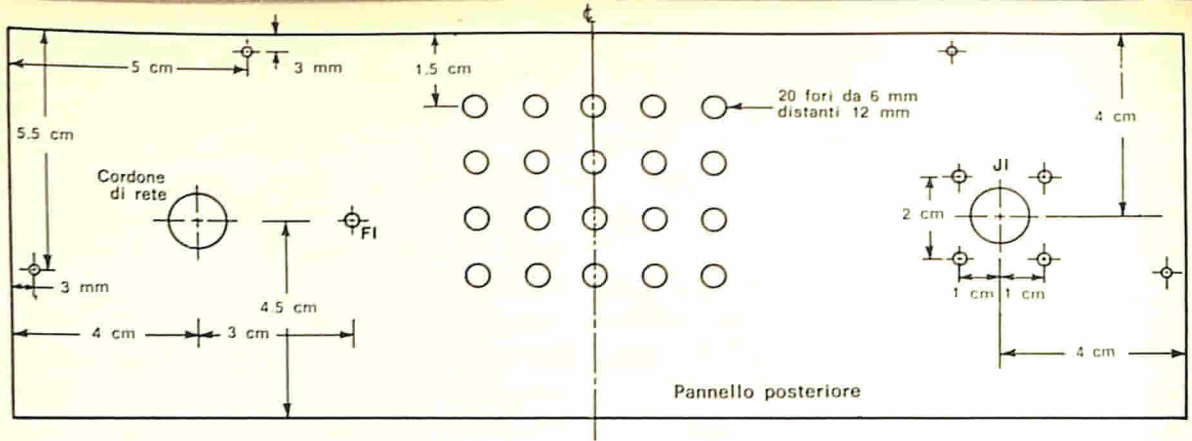 ℄
5 cm
3 mm
1.5 cm
20 fori da 6 mm
distanti 12 mm
4 cm
5.5 cm
Cordone
di rete
FI
JI
2 cm
3 mm
4.5 cm
1 cm
1 cm
4 cm
3 cm
4 cm
Pannello posteriore